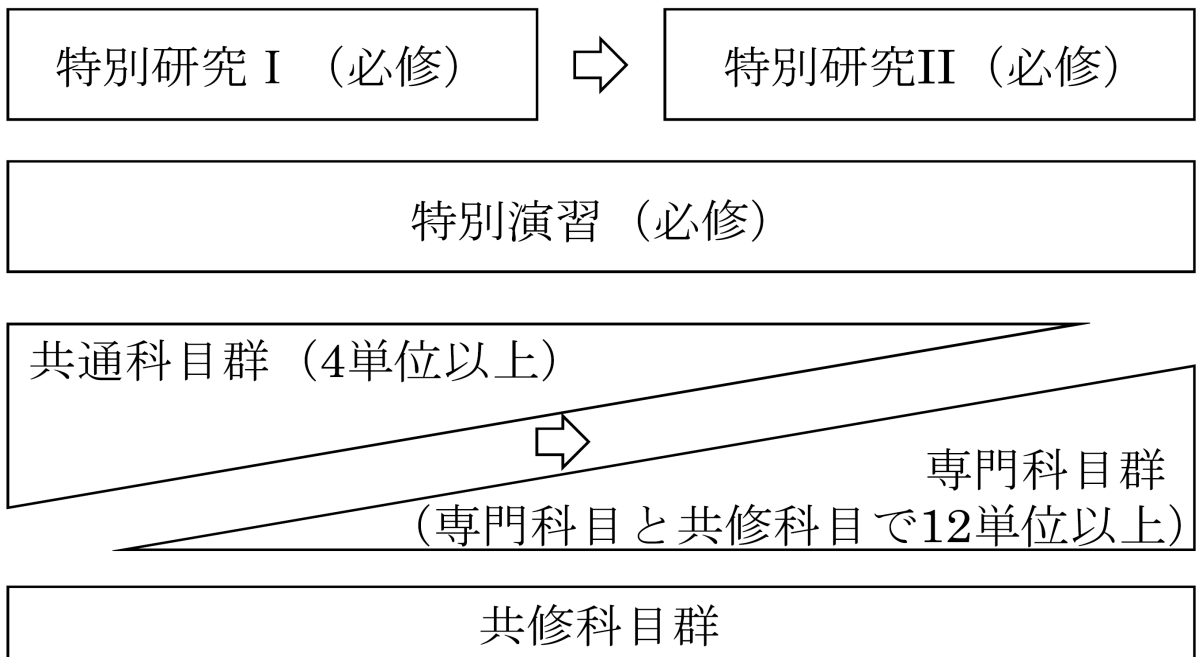 特別研究 I （必修）
特別研究II（必修）
特別演習（必修）
共通科目群（4単位以上）
専門科目群
（専門科目と共修科目で12単位以上）
共修科目群